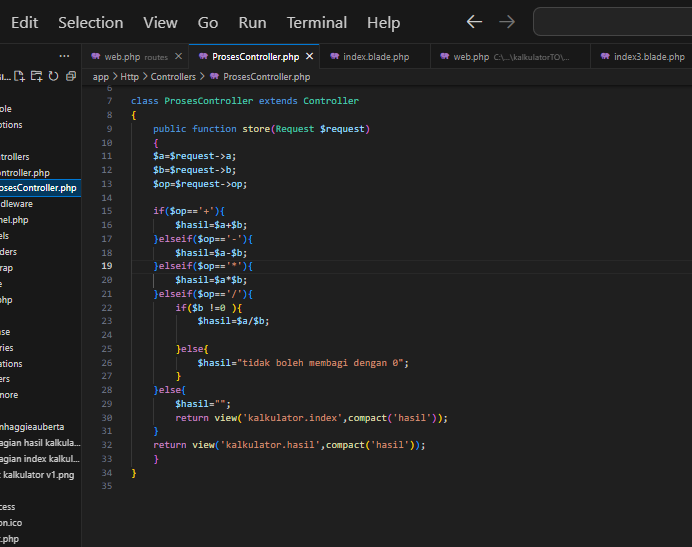 Edit Selection View Go Run Terminal Help
web.php routes ProsesController.php index.blade.php web.php C:\...\kalkulatorTO\... index3.blade.php
app > Http > Controllers > ProsesController.php
ole
ptions
trollers
ontroller.php
osesController.php
ddleware
nel.php
els
ders
rap
e
php
se
ries
ations
ers
more
nhaggieauberta
agian hasil kalkula...
agian index kalkul...
kalkulator v1.png
cess
on.ico
.php
6
7 class ProsesController extends Controller
8 {
9 public function store(Request $request)
10 {
11 $a=$request->a;
12 $b=$request->b;
13 $op=$request->op;
14
15 if($op=='+'){
16 $hasil=$a+$b;
17 }elseif($op=='-'){
18 $hasil=$a-$b;
19 }elseif($op=='*'){
20 $hasil=$a*$b;
21 }elseif($op=='/'){
22 if($b !=0 ){
23 $hasil=$a/$b;
24
25 }else{
26 $hasil="tidak boleh membagi dengan 0";
27 }
28 }else{
29 $hasil="";
30 return view('kalkulator.index',compact('hasil'));
31 }
32 return view('kalkulator.hasil',compact('hasil'));
33 }
34 }
35